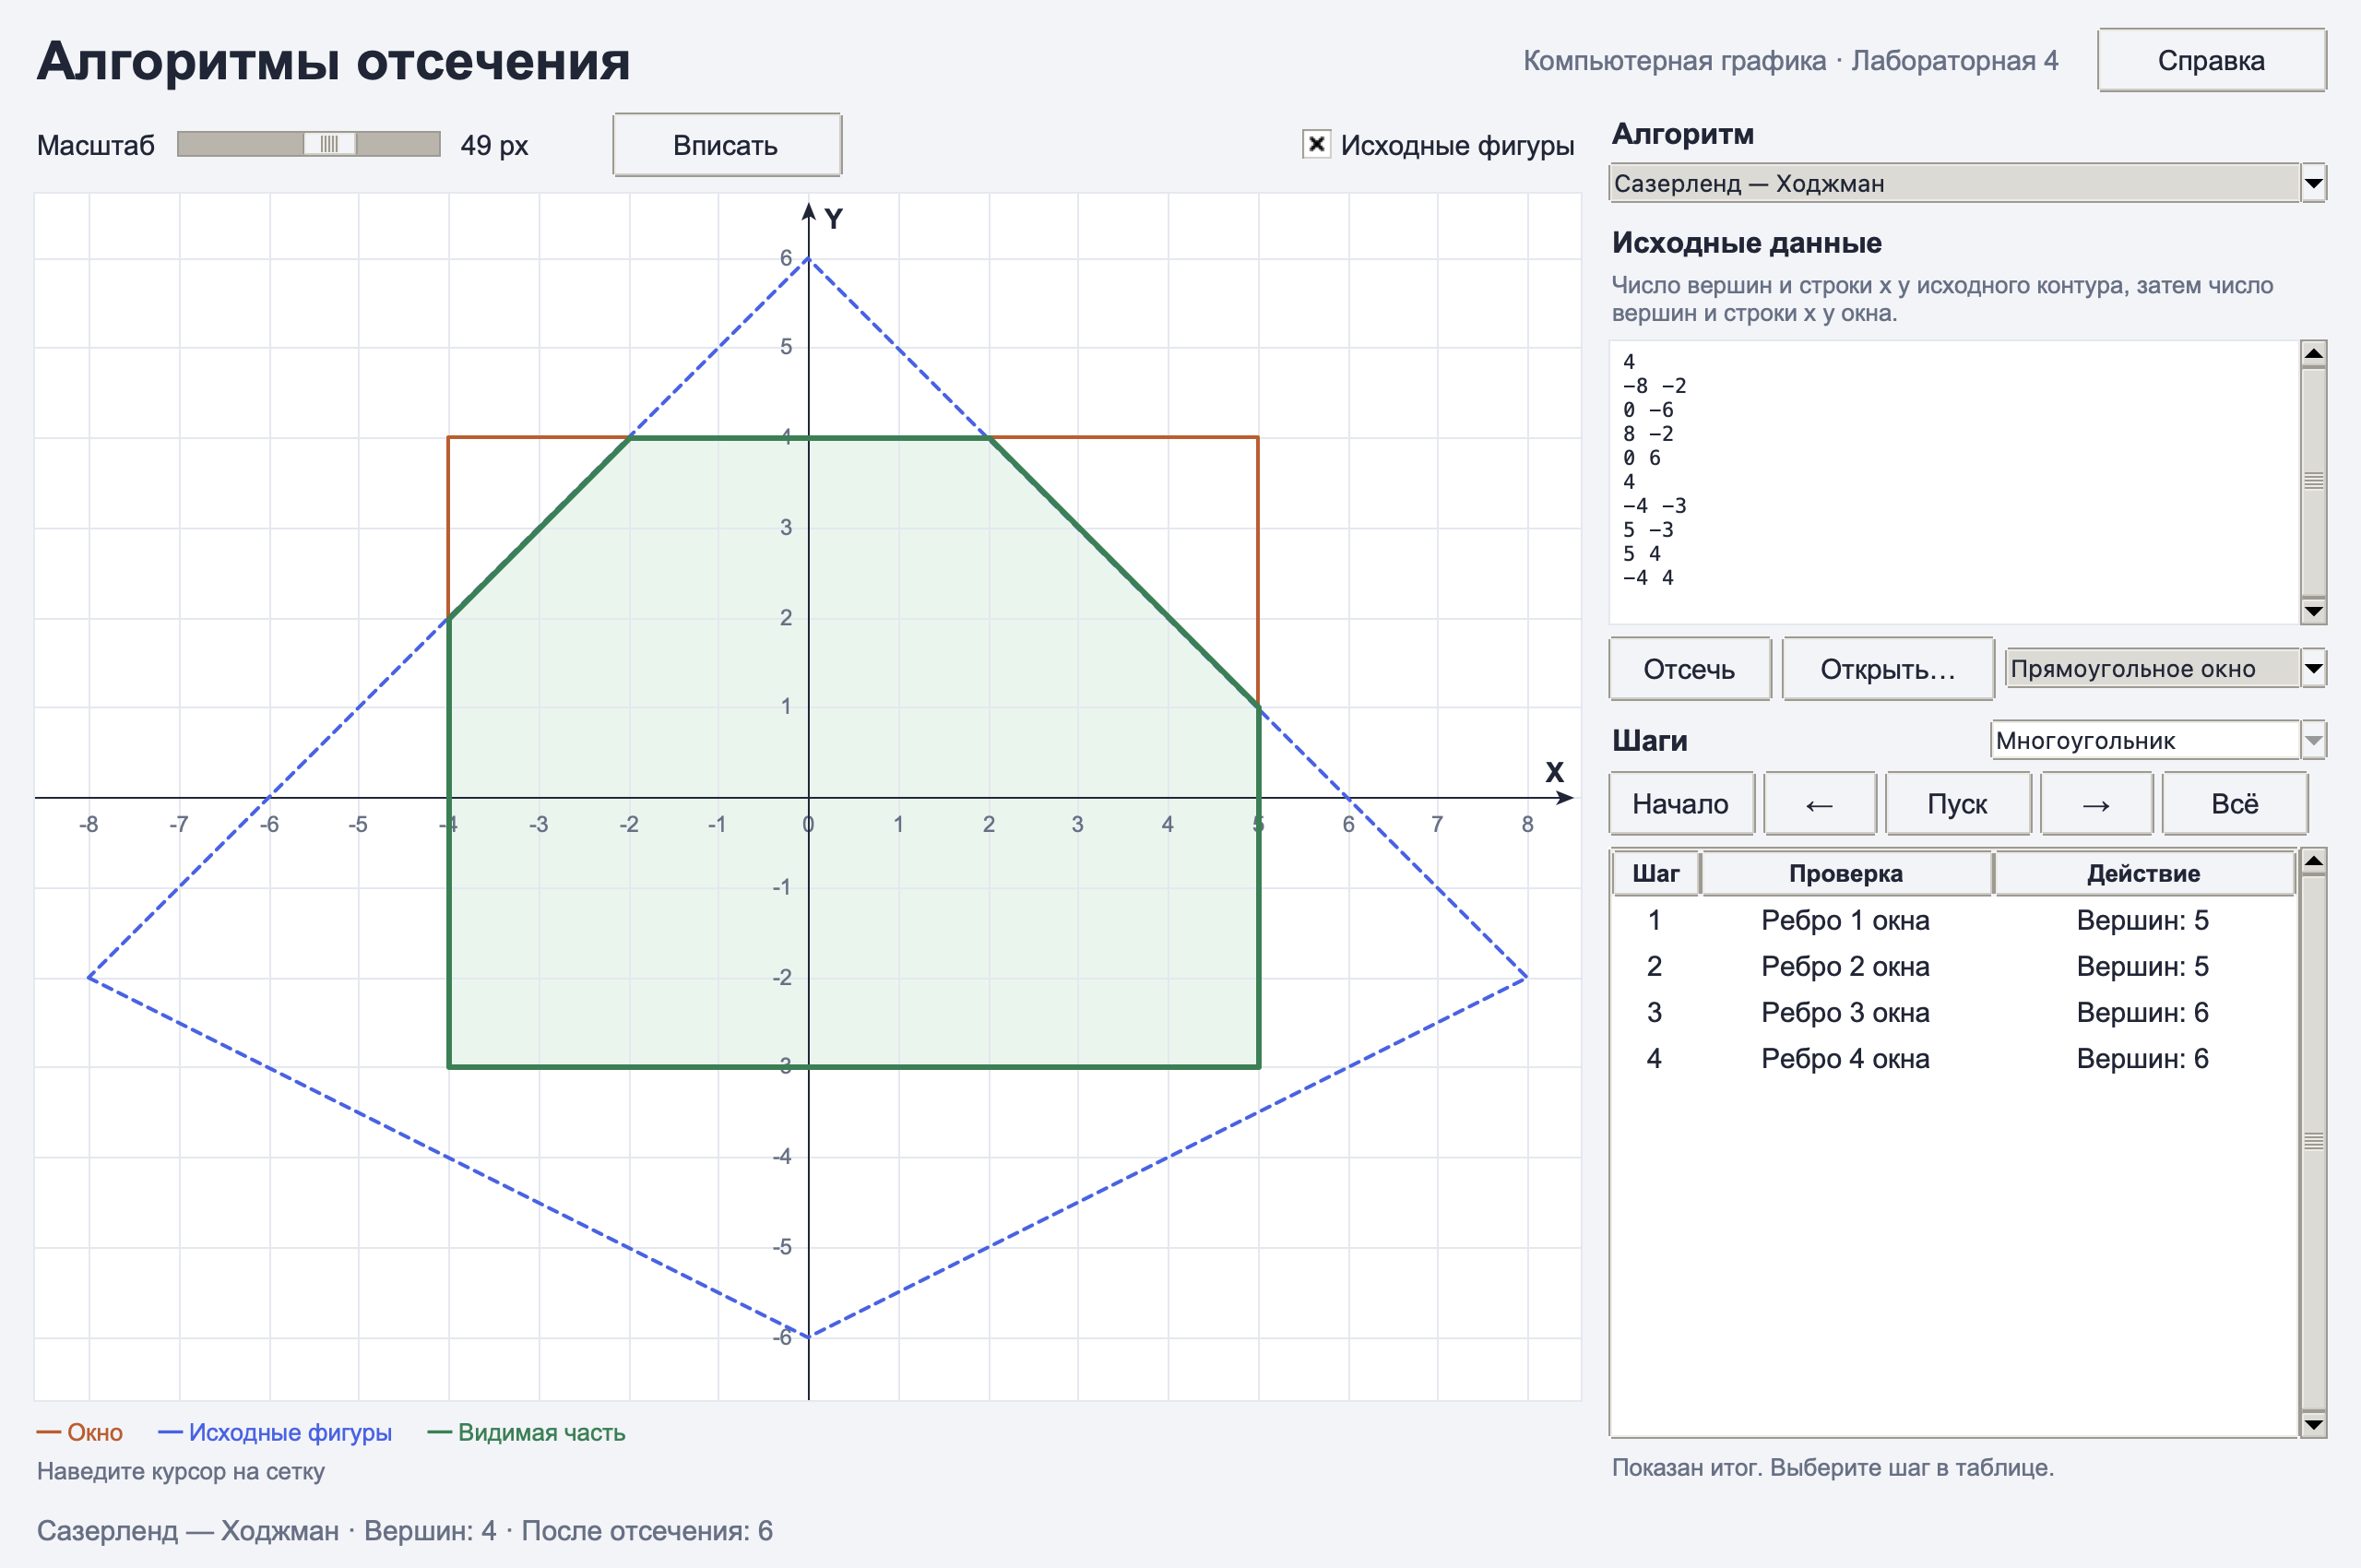 Алгоритмы отсечения
Компьютерная графика · Лабораторная 4
Справка
Масштаб
49 px
Вписать
Исходные фигуры
Y
6
5
4
3
2
1
X
-8 -7 -6 -5 -4 -3 -2 -1 0 1 2 3 4 5 6 7 8
-1
-2
-3
-4
-5
-6
Окно
Исходные фигуры
Видимая часть
Наведите курсор на сетку
Сазерленд — Ходжман · Вершин: 4 · После отсечения: 6
Алгоритм
Сазерленд — Ходжман
Исходные данные
Число вершин и строки x y исходного контура, затем число
вершин и строки x y окна.
4
−8 −2
0 −6
8 −2
0 6
4
−4 −3
5 −3
5 4
−4 4
Отсечь
Открыть…
Прямоугольное окно
Шаги
Многоугольник
Начало
←
Пуск
→
Всё
Шаг Проверка Действие
1 Ребро 1 окна Вершин: 5
2 Ребро 2 окна Вершин: 5
3 Ребро 3 окна Вершин: 6
4 Ребро 4 окна Вершин: 6
Показан итог. Выберите шаг в таблице.